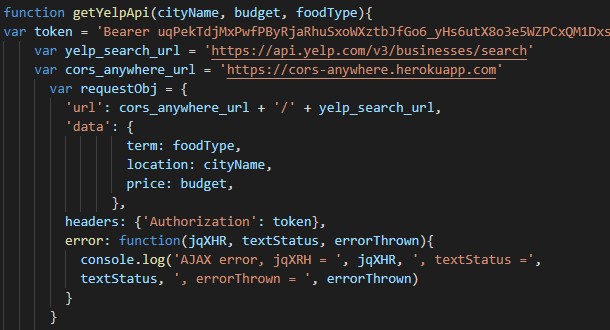 function getYelpApi(cityName, budget, foodType){
var token = 'Bearer uqPekTdjMxPwfPByRjaRhuSxoWXztbJfGo6_yHs6utX8o3e5WZPCxQM1Dxs
var yelp_search_url = 'https://api.yelp.com/v3/businesses/search'
var cors_anywhere_url = 'https://cors-anywhere.herokuapp.com'
var requestObj = {
'url': cors_anywhere_url + '/' + yelp_search_url,
'data': {
term: foodType,
location: cityName,
price: budget,
},
headers: {'Authorization': token},
error: function(jqXHR, textStatus, errorThrown){
console.log('AJAX error, jqXRH = ', jqXHR, ', textStatus =',
textStatus, ', errorThrown = ', errorThrown)
}
}